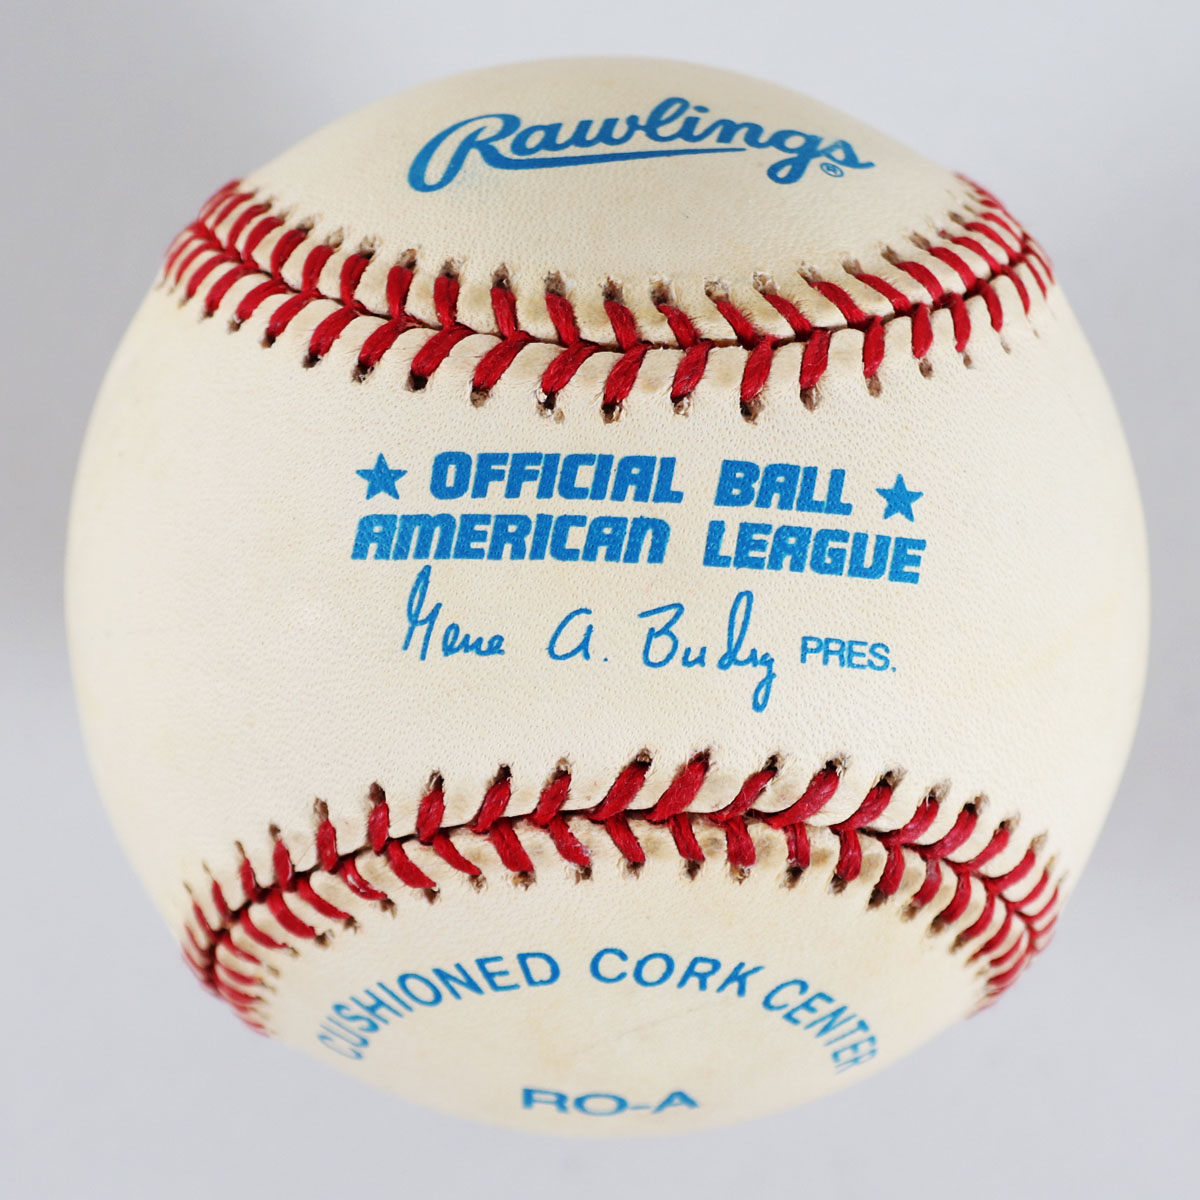 Rawlings®
★ OFFICIAL BALL ★
AMERICAN LEAGUE
Gene A. Budig PRES.
CUSHIONED CORK CENTER
RO-A